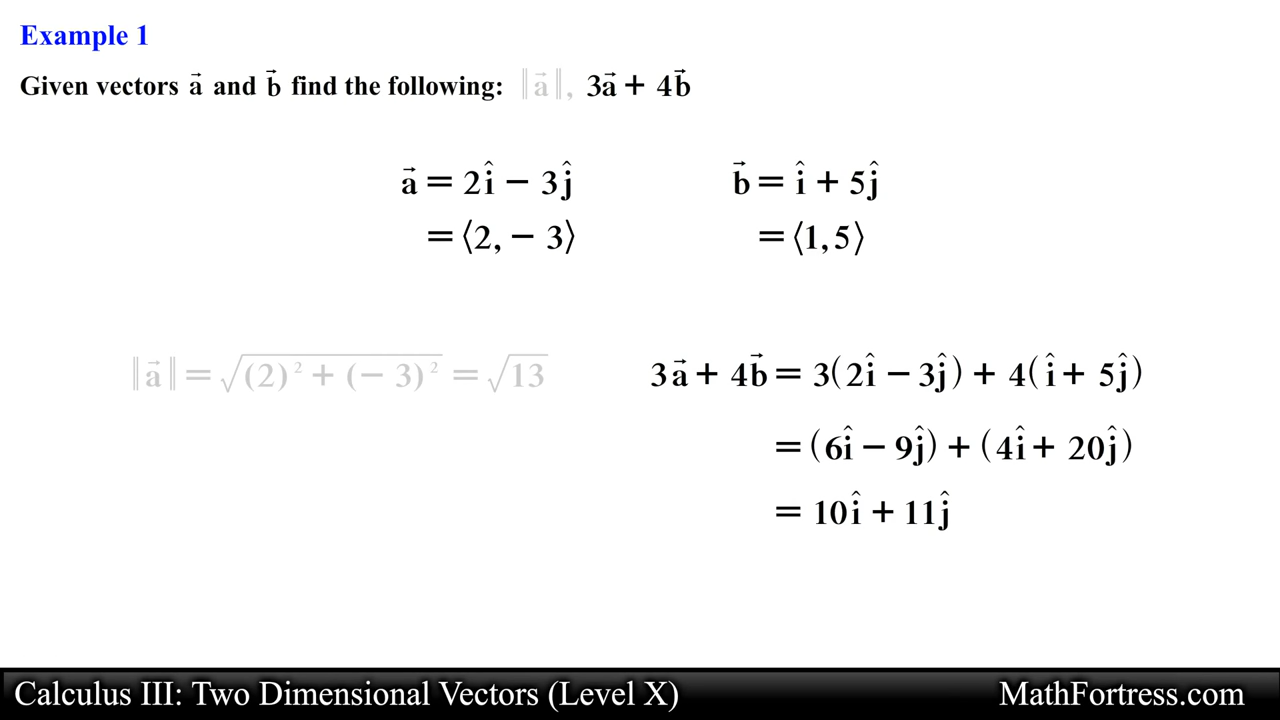 Example 1
Given vectors a⃗ and b⃗ find the following: ‖a⃗‖, 3a⃗ + 4b⃗
a⃗ = 2î − 3ĵ
= ⟨2, − 3⟩
b⃗ = î + 5ĵ
= ⟨1, 5⟩
‖a⃗‖ = √((2)² + (− 3)²) = √13
3a⃗ + 4b⃗ = 3(2î − 3ĵ) + 4(î + 5ĵ)
= (6î − 9ĵ) + (4î + 20ĵ)
= 10î + 11ĵ
Calculus III: Two Dimensional Vectors (Level X)
MathFortress.com